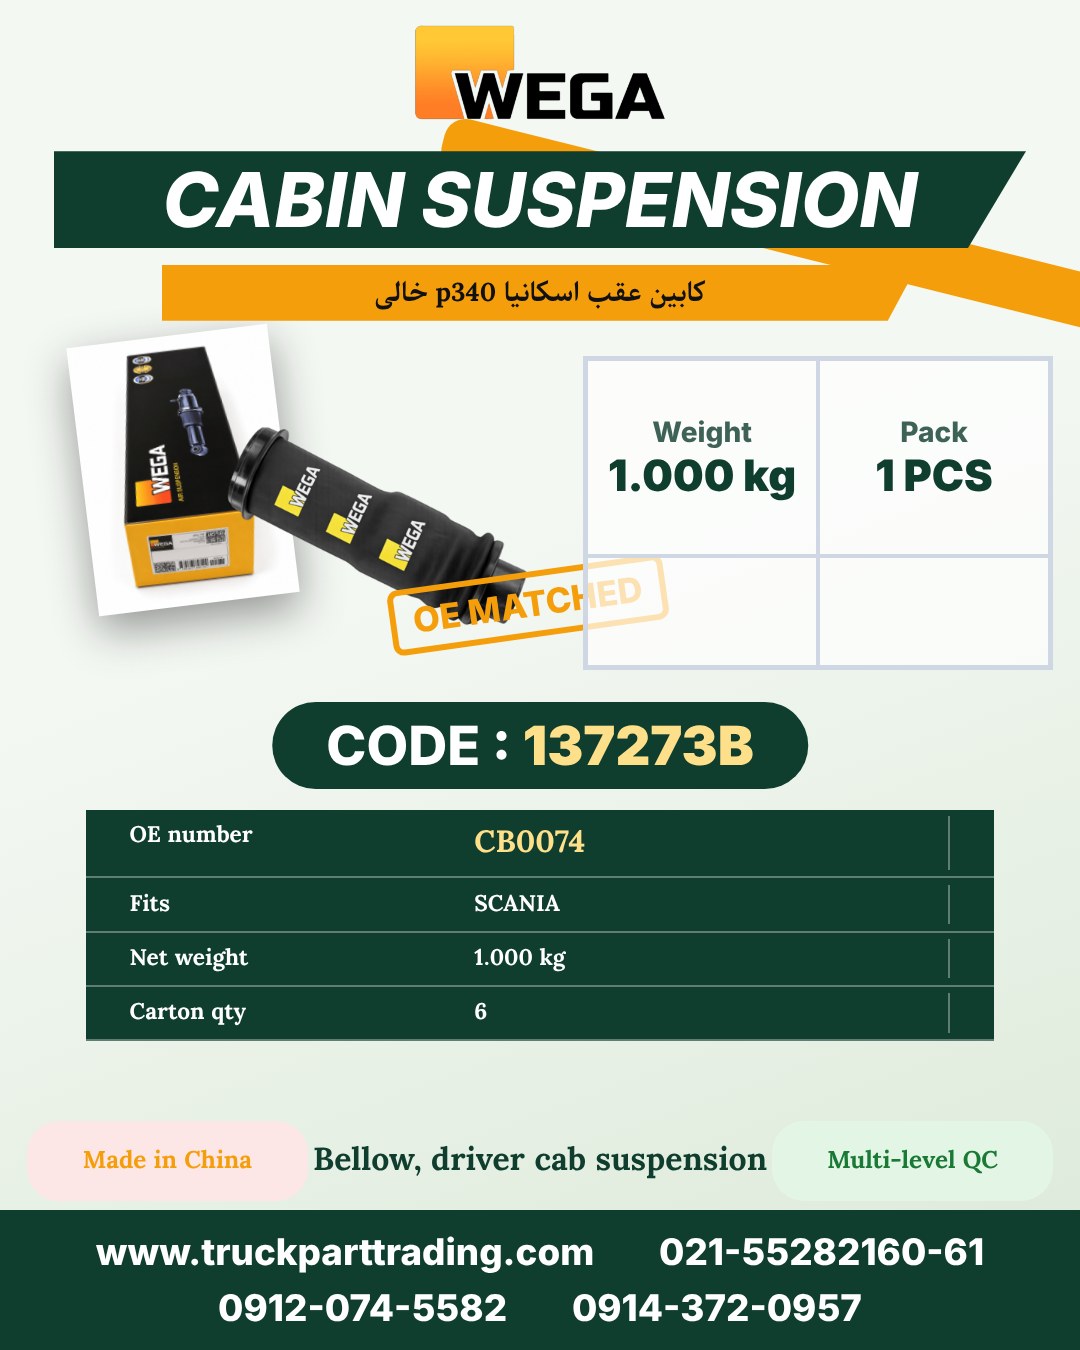 WEGA
CABIN SUSPENSION
کابین عقب اسکانیا p340 خالی
WEGA
AIR SUSPENSION
WEGA
WEGA
WEGA
WEGA
OE MATCHED
Weight
1.000 kg
Pack
1 PCS
CODE : 137273B
OE number CB0074
Fits SCANIA
Net weight 1.000 kg
Carton qty 6
Made in China
Bellow, driver cab suspension
Multi-level QC
www.truckparttrading.com 021-55282160-61
0912-074-5582 0914-372-0957